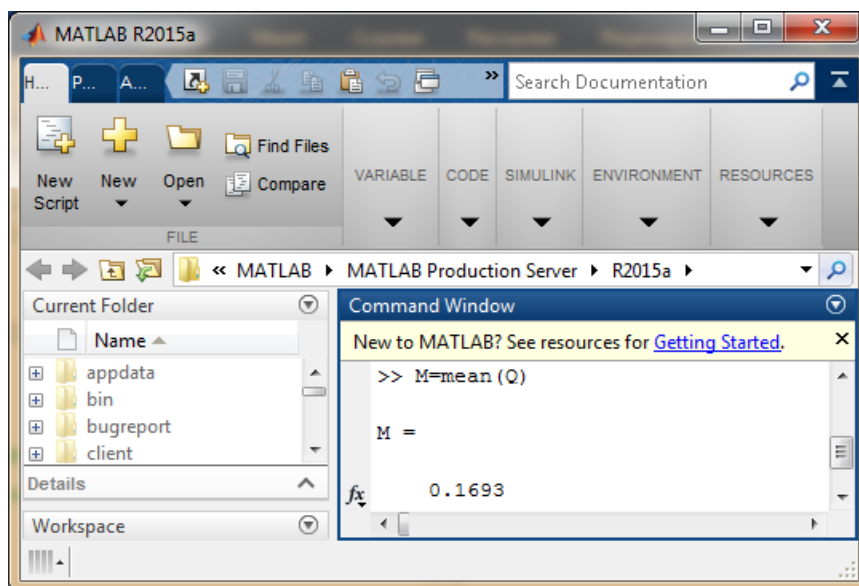 MATLAB R2015a
H... P... A... » Search Documentation
New Script
New
Open
Find Files
Compare
FILE
VARIABLE
CODE
SIMULINK
ENVIRONMENT
RESOURCES
« MATLAB ▸ MATLAB Production Server ▸ R2015a ▸
Current Folder
Name
appdata
bin
bugreport
client
Details
Workspace
Command Window
New to MATLAB? See resources for Getting Started.
>> M=mean(Q)
M =
0.1693
fx